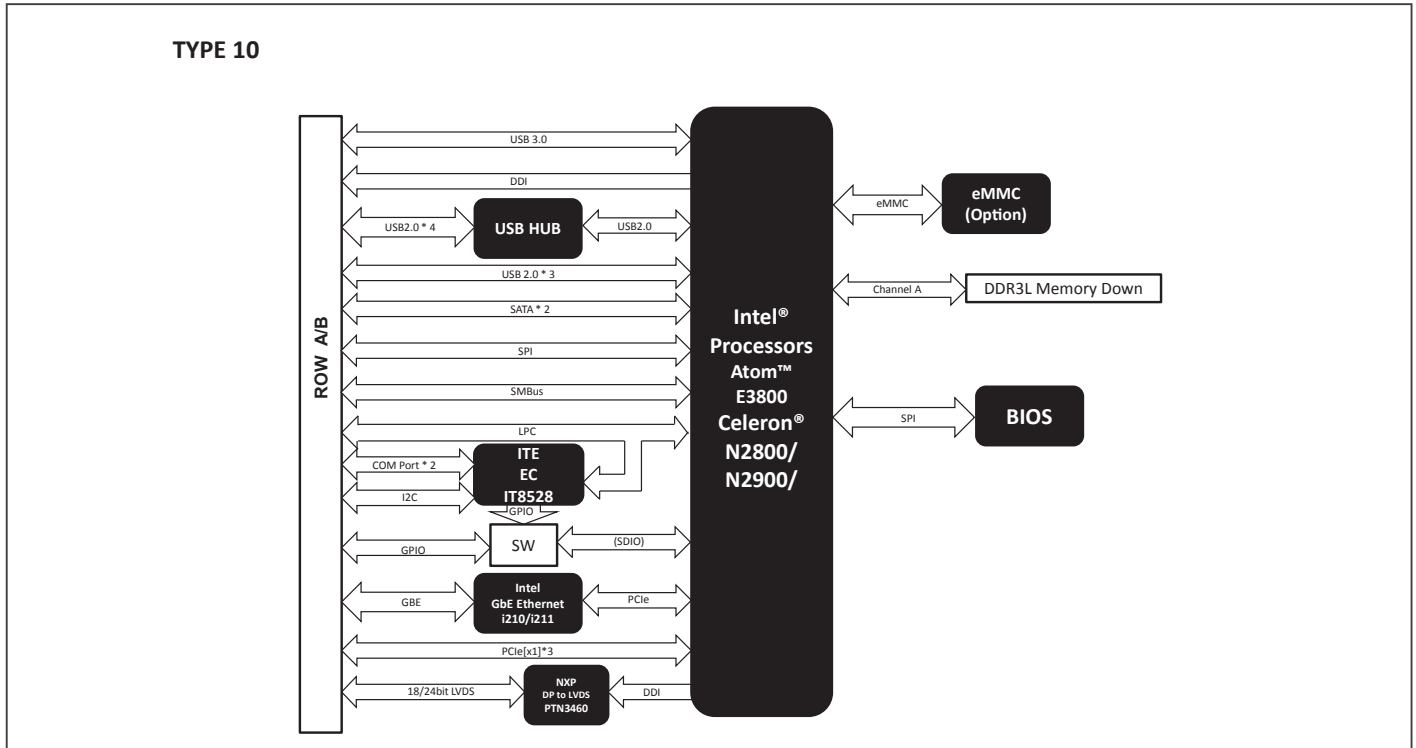 TYPE 10
ROW A/B
USB 3.0
DDI
USB2.0 * 4
USB HUB
USB2.0
USB 2.0 * 3
SATA * 2
SPI
SMBus
LPC
COM Port * 2
I2C
ITE
EC
IT8528
GPIO
GPIO
SW
(SDIO)
GBE
Intel
GbE Ethernet
i210/i211
PCIe
PCIe[x1]*3
18/24bit LVDS
NXP
DP to LVDS
PTN3460
DDI
Intel®
Processors
Atom™
E3800
Celeron®
N2800/
N2900/
eMMC
eMMC
(Option)
Channel A
DDR3L Memory Down
SPI
BIOS